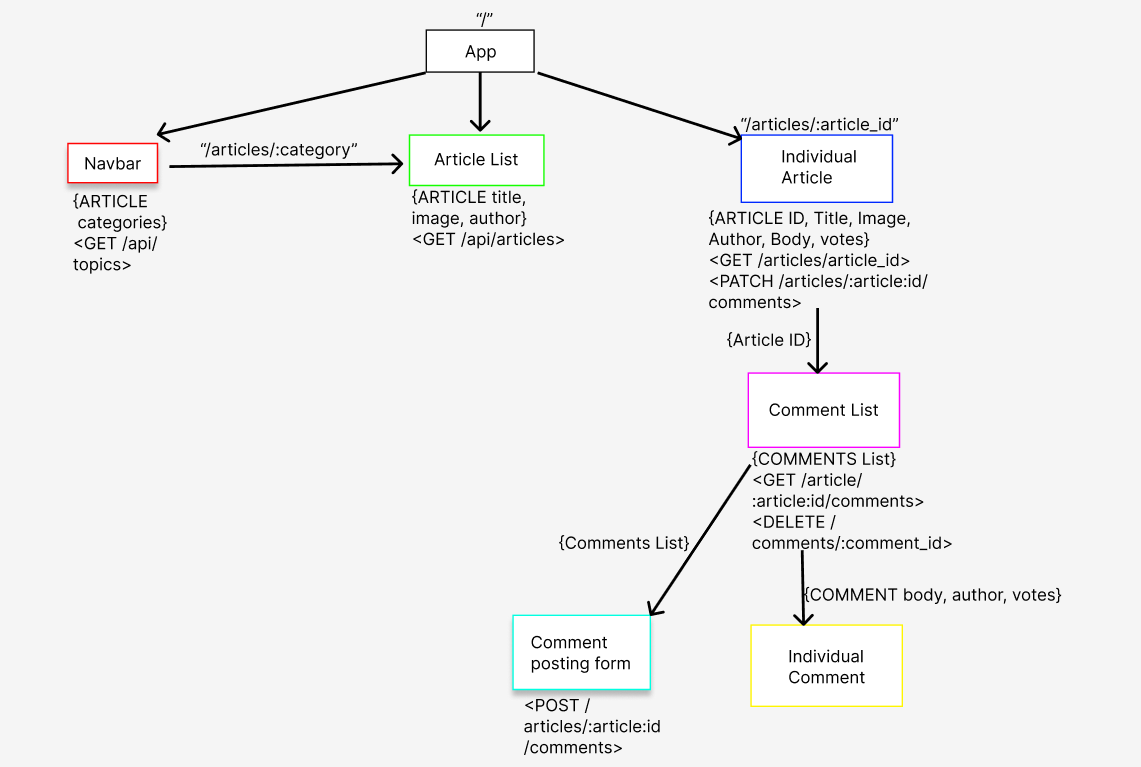 “/”
App
“/articles/:article_id”
“/articles/:category”
Navbar
Article List
Individual
Article
{ARTICLE
categories}
<GET /api/
topics>
{ARTICLE title,
image, author}
<GET /api/articles>
{ARTICLE ID, Title, Image,
Author, Body, votes}
<GET /articles/article_id>
<PATCH /articles/:article:id/
comments>
{Article ID}
Comment List
{COMMENTS List}
<GET /article/
:article:id/comments>
<DELETE /
comments/:comment_id>
{Comments List}
{COMMENT body, author, votes}
Comment
posting form
Individual
Comment
<POST /
articles/:article:id
/comments>